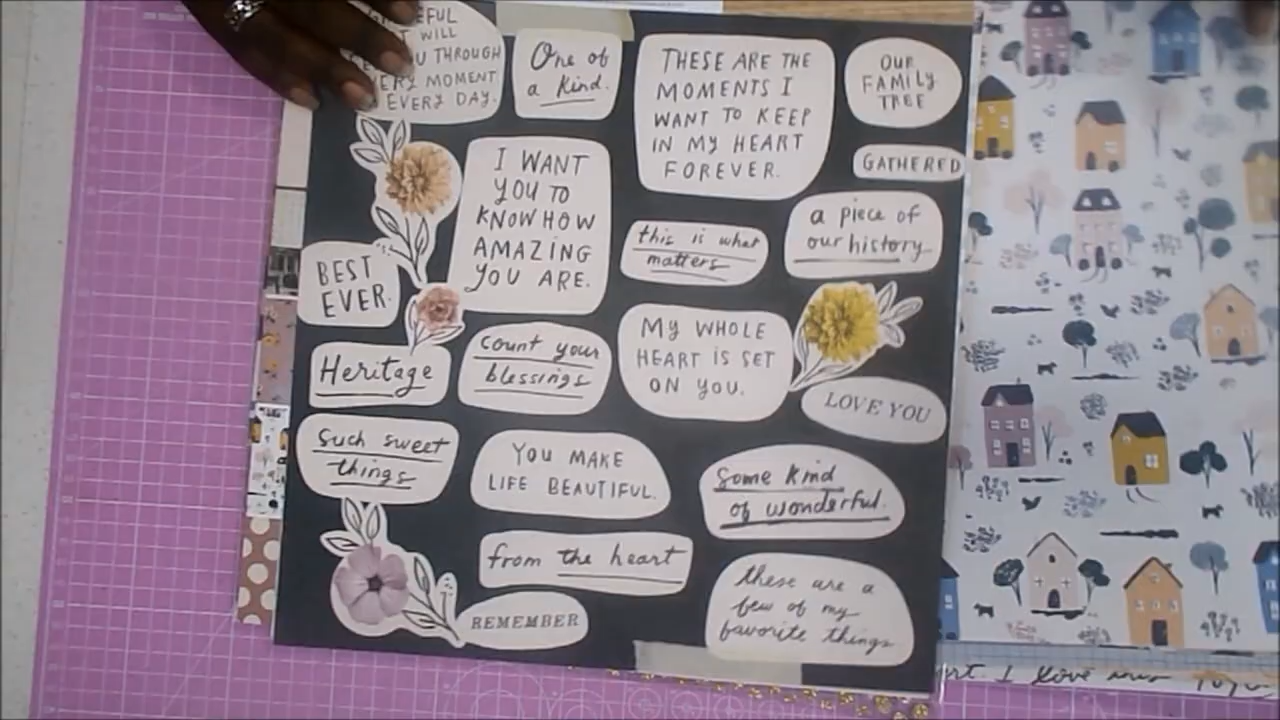 WILL
YOU THROUGH
EVERY MOMENT
EVERY DAY.
One of
a kind.
THESE ARE THE
MOMENTS I
WANT TO KEEP
IN MY HEART
FOREVER.
OUR
FAMILY
TREE
GATHERED
I WANT
YOU TO
KNOW HOW
AMAZING
YOU ARE.
this is what
matters
a piece of
our history
BEST
EVER.
Heritage
count your
blessings
MY WHOLE
HEART IS SET
ON YOU.
LOVE YOU
such sweet
things
YOU MAKE
LIFE BEAUTIFUL.
some kind
of wonderful.
from the heart
REMEMBER
these are a
few of my
favorite things
I love